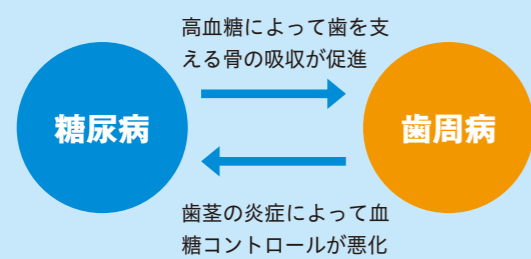 高血糖によって歯を支
える骨の吸収が促進
糖尿病
歯周病
歯茎の炎症によって血
糖コントロールが悪化